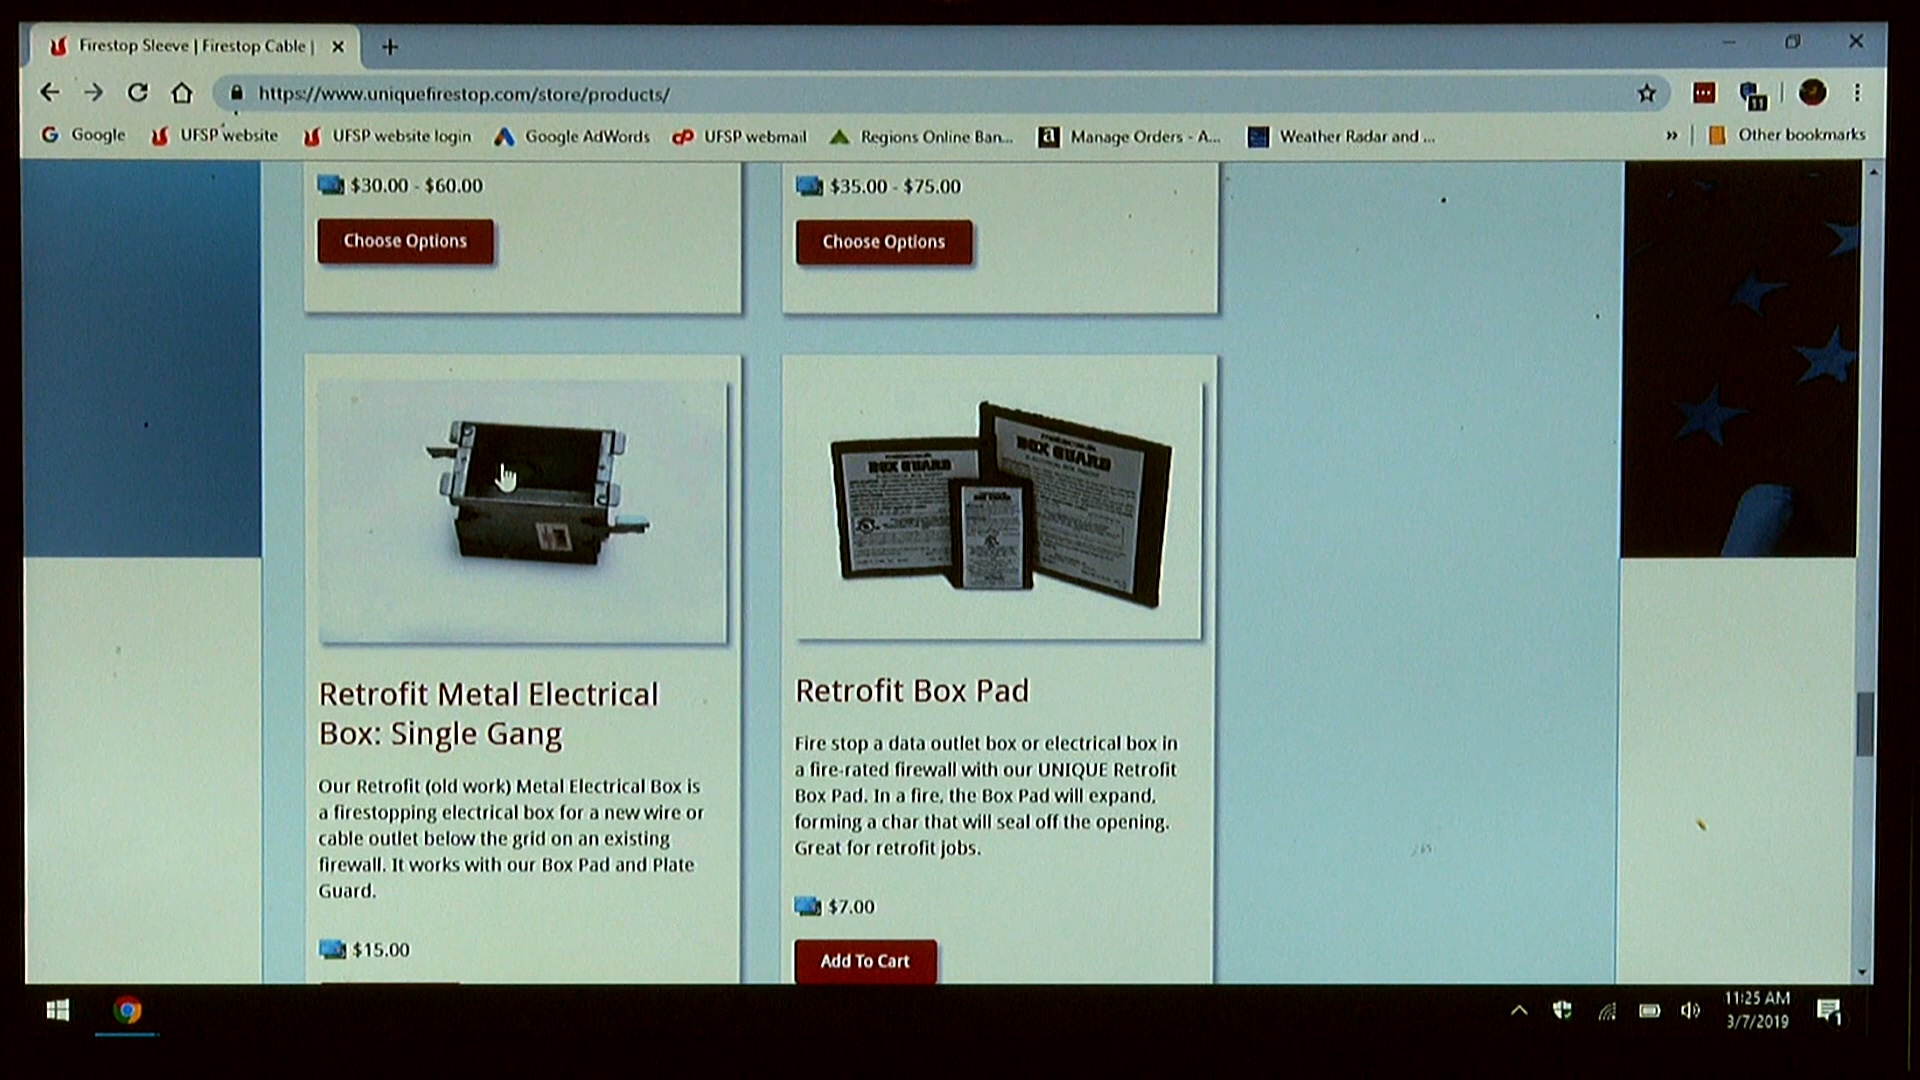 Firestop Sleeve | Firestop Cable |
https://www.uniquefirestop.com/store/products/
Google
UFSP website
UFSP website login
Google AdWords
UFSP webmail
Regions Online Ban...
Manage Orders - A...
Weather Radar and ...
»
Other bookmarks
$30.00 - $60.00
Choose Options
$35.00 - $75.00
Choose Options
BOX GUARD
BOX GUARD
Retrofit Metal Electrical
Box: Single Gang
Our Retrofit (old work) Metal Electrical Box is
a firestopping electrical box for a new wire or
cable outlet below the grid on an existing
firewall. It works with our Box Pad and Plate
Guard.
$15.00
Retrofit Box Pad
Fire stop a data outlet box or electrical box in
a fire-rated firewall with our UNIQUE Retrofit
Box Pad. In a fire, the Box Pad will expand,
forming a char that will seal off the opening.
Great for retrofit jobs.
$7.00
Add To Cart
11:25 AM
3/7/2019